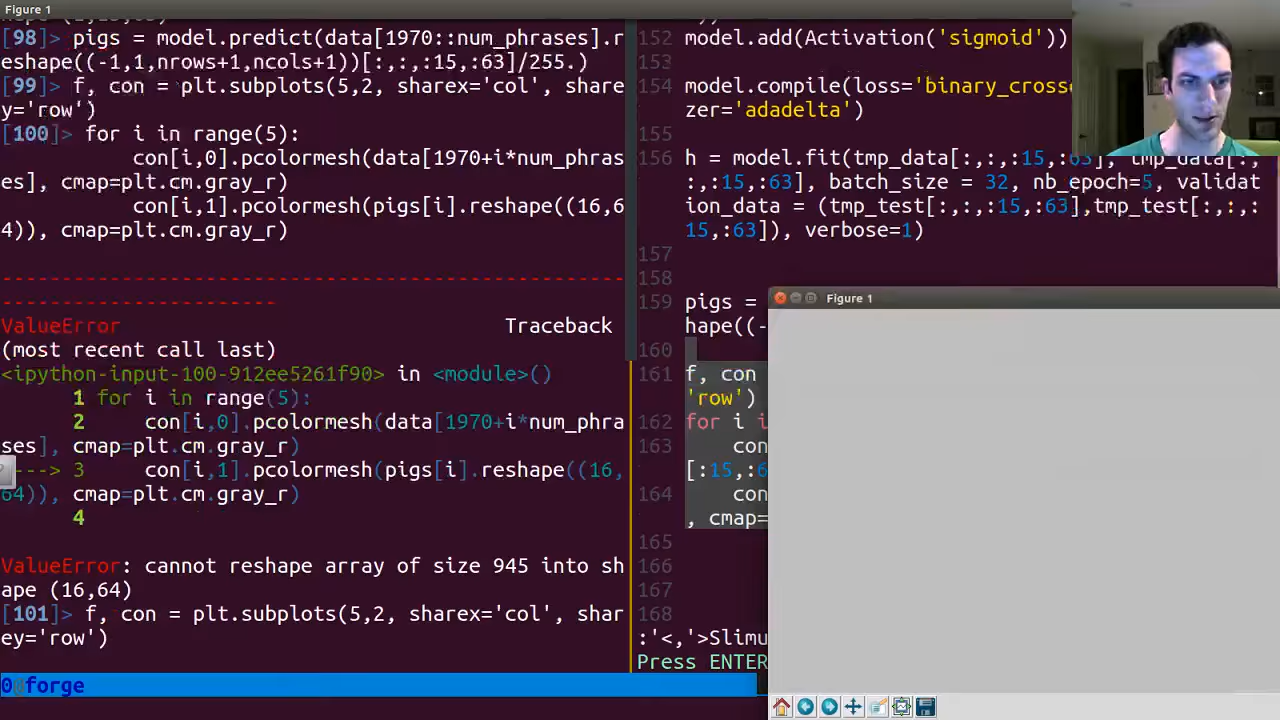 Figure 1
[98]> pigs = model.predict(data[1970::num_phrases].r
eshape((-1,1,nrows+1,ncols+1))[:,:,:15,:63]/255.)
[99]> f, con = plt.subplots(5,2, sharex='col', share
y='row')
[100]> for i in range(5):
con[i,0].pcolormesh(data[1970+i*num_phras
es], cmap=plt.cm.gray_r)
con[i,1].pcolormesh(pigs[i].reshape((16,6
4)), cmap=plt.cm.gray_r)
----------------------------------------------------
-----------------------
ValueError Traceback
(most recent call last)
<ipython-input-100-912ee5261f90> in <module>()
1 for i in range(5):
2 con[i,0].pcolormesh(data[1970+i*num_phra
ses], cmap=plt.cm.gray_r)
----> 3 con[i,1].pcolormesh(pigs[i].reshape((16,
64)), cmap=plt.cm.gray_r)
4
ValueError: cannot reshape array of size 945 into sh
ape (16,64)
[101]> f, con = plt.subplots(5,2, sharex='col', shar
ey='row')
0@forge
152 model.add(Activation('sigmoid'))
153
154 model.compile(loss='binary_cross
zer='adadelta')
155
156 h = model.fit(tmp_data[:,:,:15,:63], tmp_data[:,
:,:15,:63], batch_size = 32, nb_epoch=5, validat
ion_data = (tmp_test[:,:,:15,:63],tmp_test[:,:,:
15,:63]), verbose=1)
157
158
159 pigs =
hape((-
160
161 f, con
'row')
162 for i i
163 con
[:15,:6
164 con
, cmap=
165
166
167
168
:'<,'>Slimu
Press ENTER
Figure 1